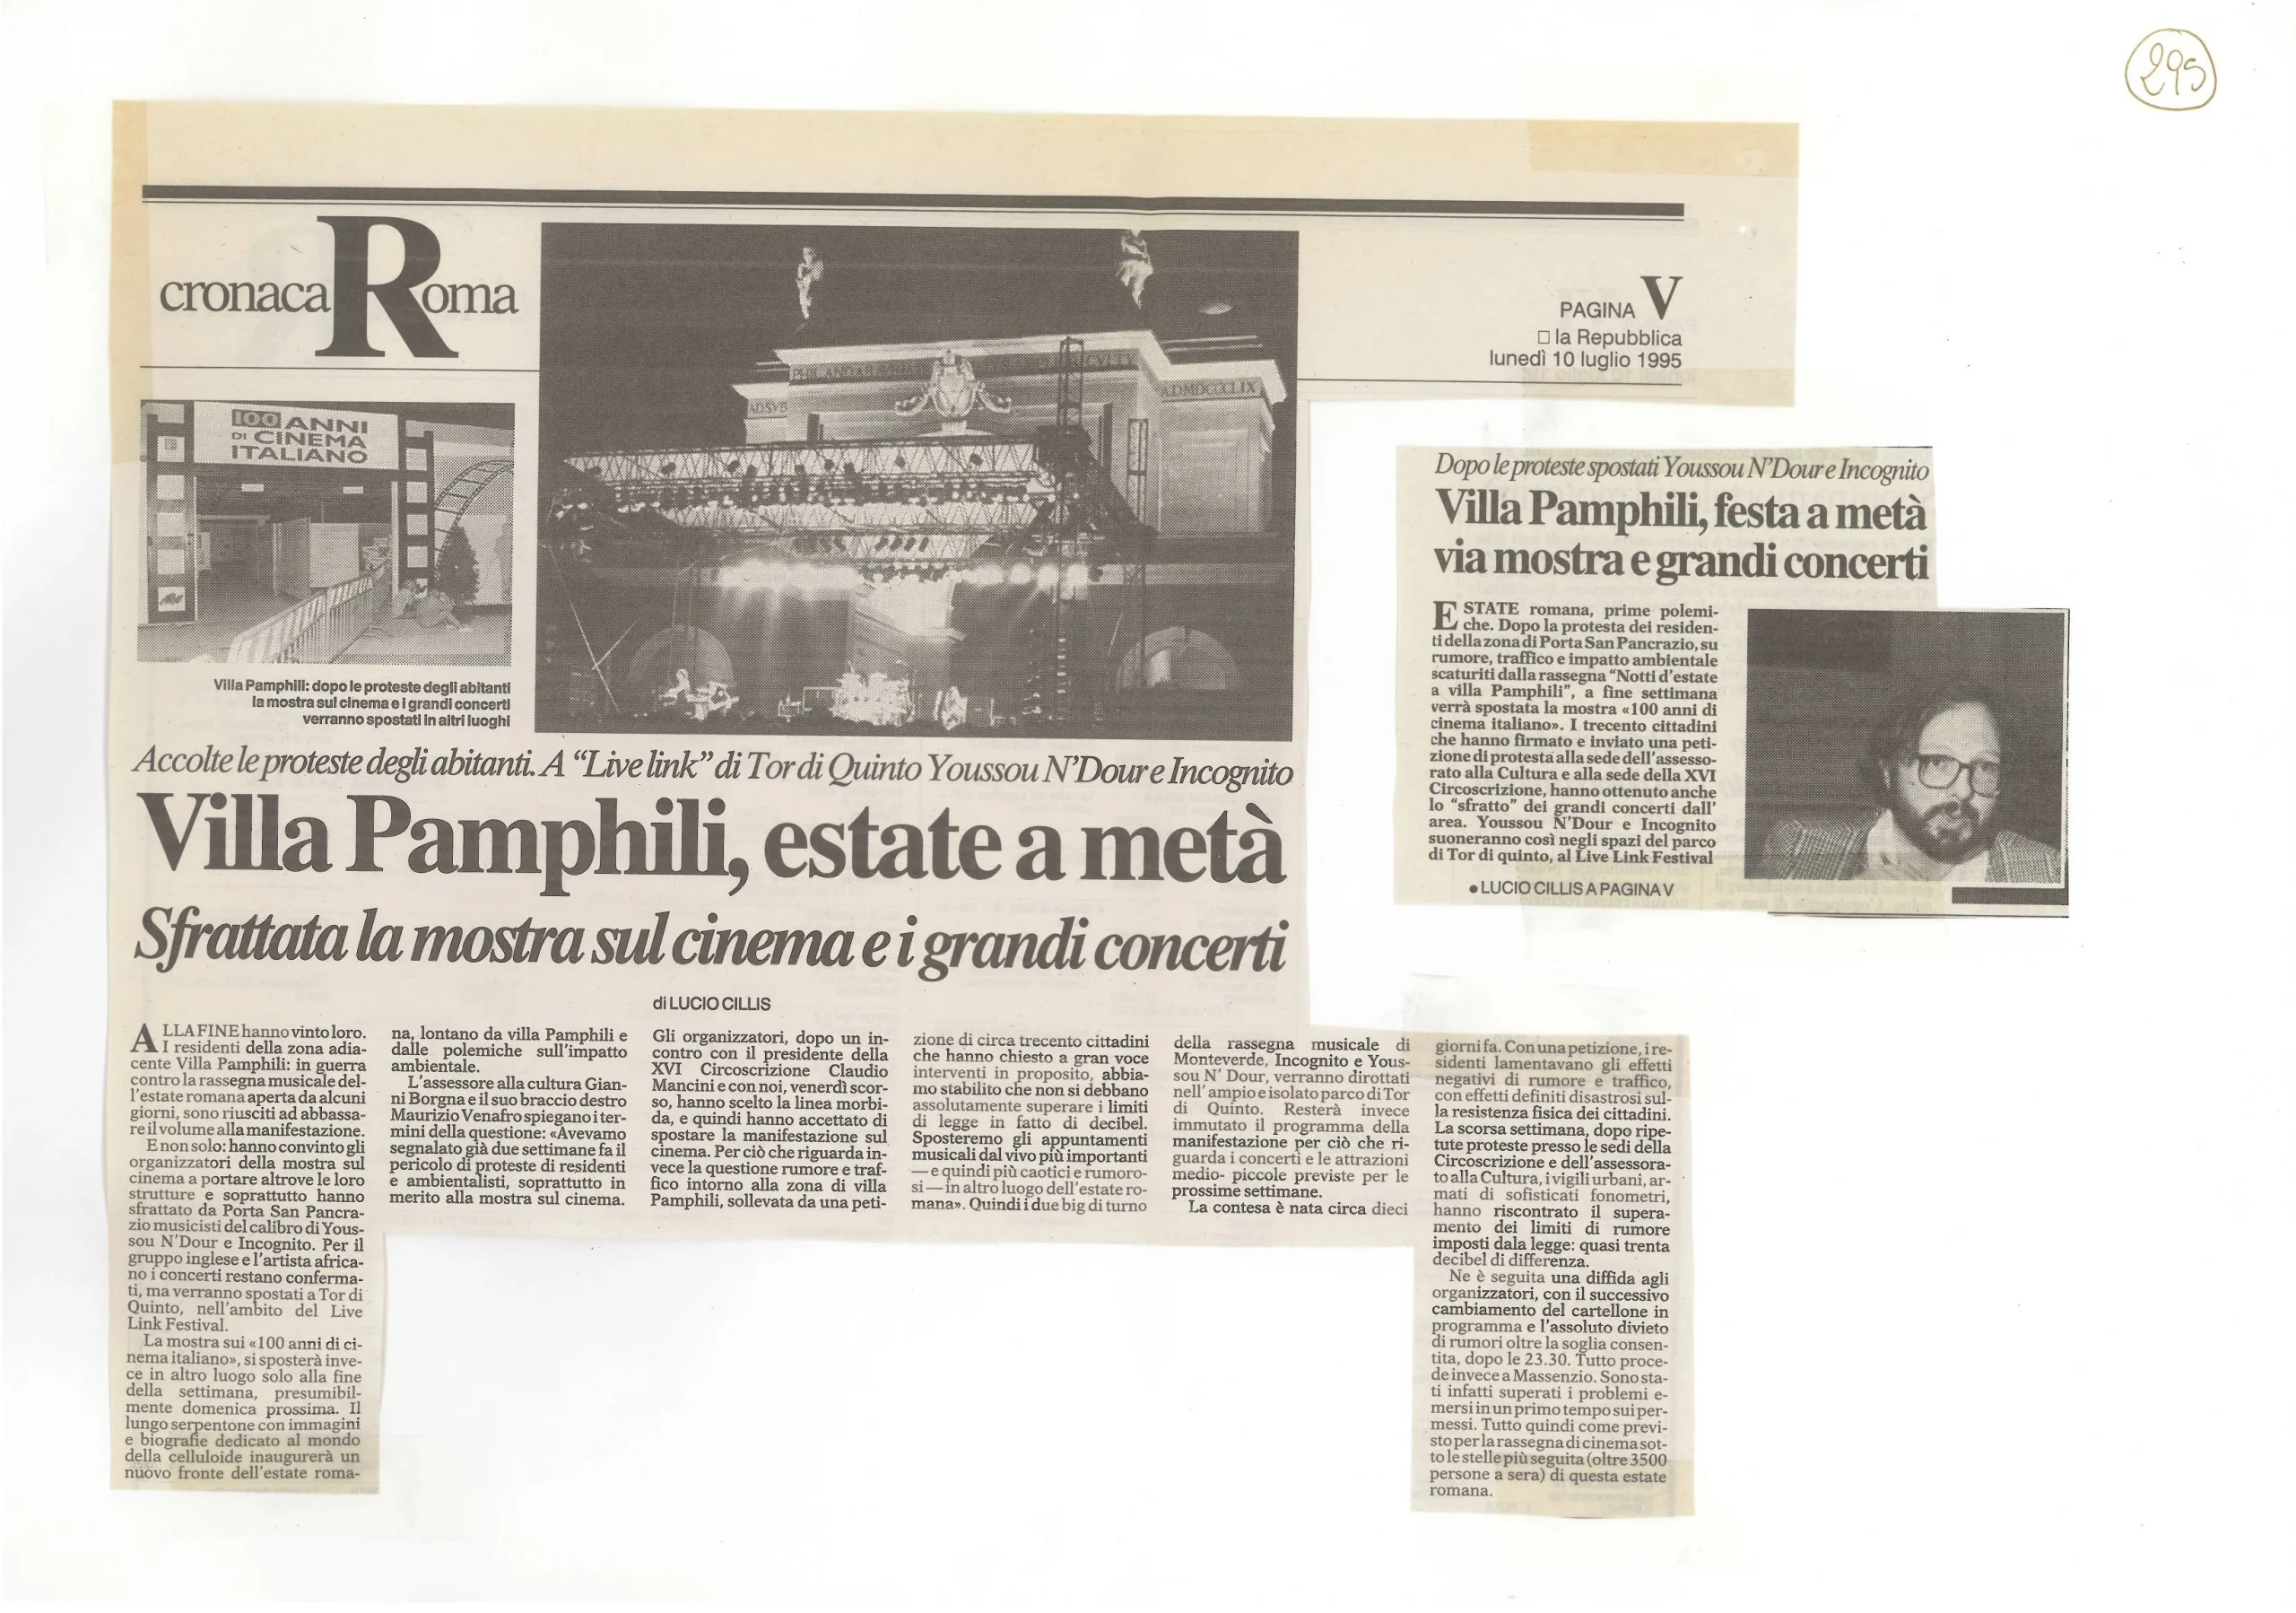 295
cronaca Roma
PAGINA V
la Repubblica
lunedì 10 luglio 1995
100 ANNI
DI CINEMA
ITALIANO
ADMDCCCLIX
Villa Pamphili: dopo le proteste degli abitanti
la mostra sul cinema e i grandi concerti
verranno spostati in altri luoghi
Accolte le proteste degli abitanti. A “Live link” di Tor di Quinto Youssou N’Dour e Incognito
Villa Pamphili, estate a metà
Sfrattata la mostra sul cinema e i grandi concerti
di LUCIO CILLIS
ALLA FINE hanno vinto loro.
I residenti della zona adia-
cente Villa Pamphili: in guerra
contro la rassegna musicale del-
l’estate romana aperta da alcuni
giorni, sono riusciti ad abbassa-
re il volume alla manifestazione.
E non solo: hanno convinto gli
organizzatori della mostra sul
cinema a portare altrove le loro
strutture e soprattutto hanno
sfrattato da Porta San Pancra-
zio musicisti del calibro di Yous-
sou N’Dour e Incognito. Per il
gruppo inglese e l’artista africa-
no i concerti restano conferma-
ti, ma verranno spostati a Tor di
Quinto, nell’ambito del Live
Link Festival.
La mostra sui «100 anni di ci-
nema italiano», si sposterà inve-
ce in altro luogo solo alla fine
della settimana, presumibil-
mente domenica prossima. Il
lungo serpentone con immagini
e biografie dedicato al mondo
della celluloide inaugurerà un
nuovo fronte dell’estate roma-
na, lontano da villa Pamphili e
dalle polemiche sull’impatto
ambientale.
L’assessore alla cultura Gian-
ni Borgna e il suo braccio destro
Maurizio Venafro spiegano i ter-
mini della questione: «Avevamo
segnalato già due settimane fa il
pericolo di proteste di residenti
e ambientalisti, soprattutto in
merito alla mostra sul cinema.
Gli organizzatori, dopo un in-
contro con il presidente della
XVI Circoscrizione Claudio
Mancini e con noi, venerdì scor-
so, hanno scelto la linea morbi-
da, e quindi hanno accettato di
spostare la manifestazione sul
cinema. Per ciò che riguarda in-
vece la questione rumore e traf-
fico intorno alla zona di villa
Pamphili, sollevata da una peti-
zione di circa trecento cittadini
che hanno chiesto a gran voce
interventi in proposito, abbia-
mo stabilito che non si debbano
assolutamente superare i limiti
di legge in fatto di decibel.
Sposteremo gli appuntamenti
musicali dal vivo più importanti
— e quindi più caotici e rumoro-
si — in altro luogo dell’estate ro-
mana». Quindi i due big di turno
della rassegna musicale di
Monteverde, Incognito e Yous-
sou N’ Dour, verranno dirottati
nell’ ampio e isolato parco di Tor
di Quinto. Resterà invece
immutato il programma della
manifestazione per ciò che ri-
guarda i concerti e le attrazioni
medio- piccole previste per le
prossime settimane.
La contesa è nata circa dieci
giorni fa. Con una petizione, i re-
sidenti lamentavano gli effetti
negativi di rumore e traffico,
con effetti definiti disastrosi sul-
la resistenza fisica dei cittadini.
La scorsa settimana, dopo ripe-
tute proteste presso le sedi della
Circoscrizione e dell’assessora-
to alla Cultura, i vigili urbani, ar-
mati di sofisticati fonometri,
hanno riscontrato il supera-
mento dei limiti di rumore
imposti dala legge: quasi trenta
decibel di differenza.
Ne è seguita una diffida agli
organizzatori, con il successivo
cambiamento del cartellone in
programma e l’assoluto divieto
di rumori oltre la soglia consen-
tita, dopo le 23.30. Tutto proce-
de invece a Massenzio. Sono sta-
ti infatti superati i problemi e-
mersi in un primo tempo sui per-
messi. Tutto quindi come previ-
sto per la rassegna di cinema sot-
to le stelle più seguita (oltre 3500
persone a sera) di questa estate
romana.
Dopo le proteste spostati Youssou N’Dour e Incognito
Villa Pamphili, festa a metà
via mostra e grandi concerti
ESTATE romana, prime polemi-
che. Dopo la protesta dei residen-
ti della zona di Porta San Pancrazio, su
rumore, traffico e impatto ambientale
scaturiti dalla rassegna “Notti d’estate
a villa Pamphili”, a fine settimana
verrà spostata la mostra «100 anni di
cinema italiano». I trecento cittadini
che hanno firmato e inviato una peti-
zione di protesta alla sede dell’assesso-
rato alla Cultura e alla sede della XVI
Circoscrizione, hanno ottenuto anche
lo “sfratto” dei grandi concerti dall’
area. Youssou N’Dour e Incognito
suoneranno così negli spazi del parco
di Tor di quinto, al Live Link Festival
● LUCIO CILLIS A PAGINA V